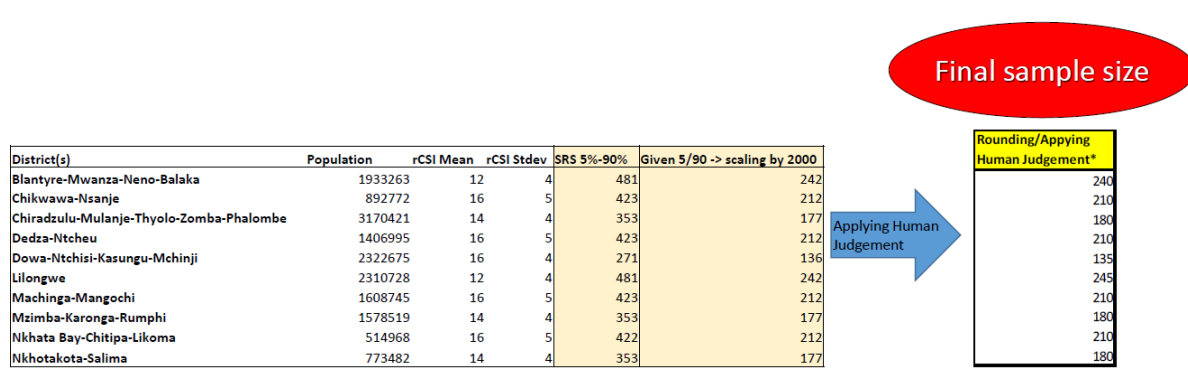 Final sample size
Rounding/Appying
Human Judgement*
District(s) Population rCSI Mean rCSI Stdev SRS 5%-90% Given 5/90 -> scaling by 2000
Blantyre-Mwanza-Neno-Balaka 1933263 12 4 481 242 240
Chikwawa-Nsanje 892772 16 5 423 212 210
Chiradzulu-Mulanje-Thyolo-Zomba-Phalombe 3170421 14 4 353 177 180
Applying Human
Judgement
Dedza-Ntcheu 1406995 16 5 423 212 210
Dowa-Ntchisi-Kasungu-Mchinji 2322675 16 4 271 136 135
Lilongwe 2310728 12 4 481 242 245
Machinga-Mangochi 1608745 16 5 423 212 210
Mzimba-Karonga-Rumphi 1578519 14 4 353 177 180
Nkhata Bay-Chitipa-Likoma 514968 16 5 422 212 210
Nkhotakota-Salima 773482 14 4 353 177 180